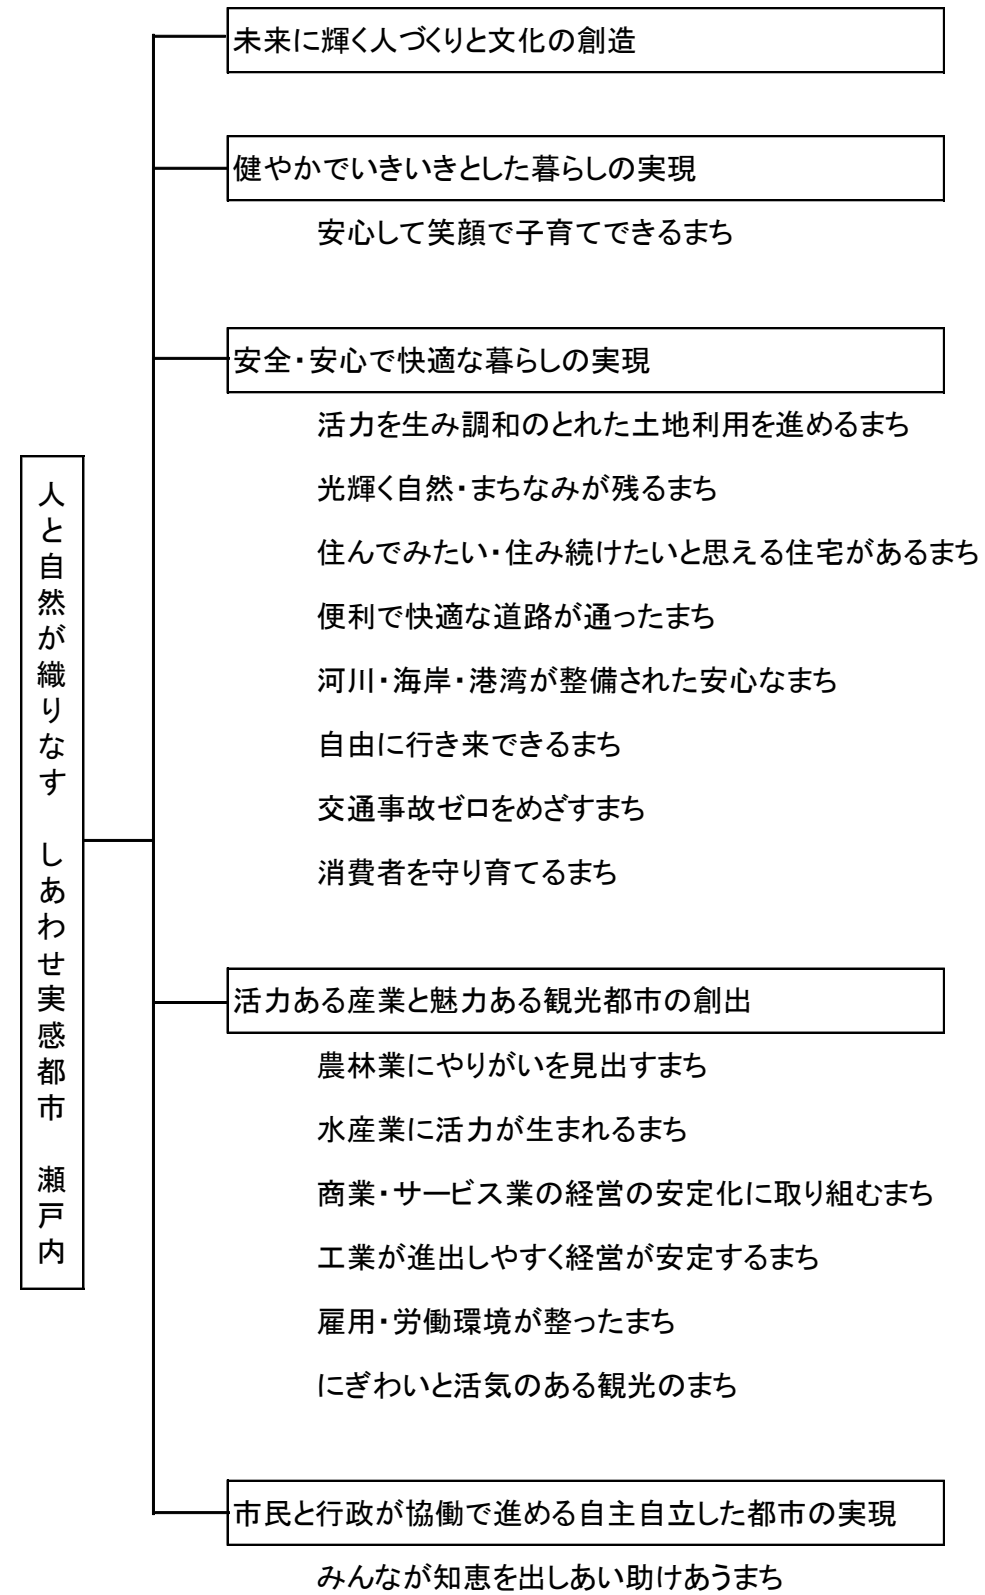 人と自然が織りなす　しあわせ実感都市　瀬戸内
未来に輝く人づくりと文化の創造
健やかでいきいきとした暮らしの実現
安心して笑顔で子育てできるまち
安全・安心で快適な暮らしの実現
活力を生み調和のとれた土地利用を進めるまち
光輝く自然・まちなみが残るまち
住んでみたい・住み続けたいと思える住宅があるまち
便利で快適な道路が通ったまち
河川・海岸・港湾が整備された安心なまち
自由に行き来できるまち
交通事故ゼロをめざすまち
消費者を守り育てるまち
活力ある産業と魅力ある観光都市の創出
農林業にやりがいを見出すまち
水産業に活力が生まれるまち
商業・サービス業の経営の安定化に取り組むまち
工業が進出しやすく経営が安定するまち
雇用・労働環境が整ったまち
にぎわいと活気のある観光のまち
市民と行政が協働で進める自主自立した都市の実現
みんなが知恵を出しあい助けあうまち